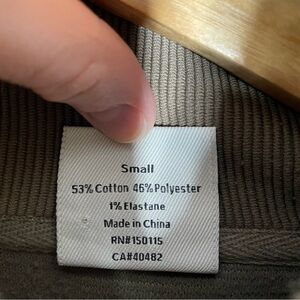 Small
53% Cotton 46% Polyester
1% Elastane
Made in China
RN#150115
CA#40482